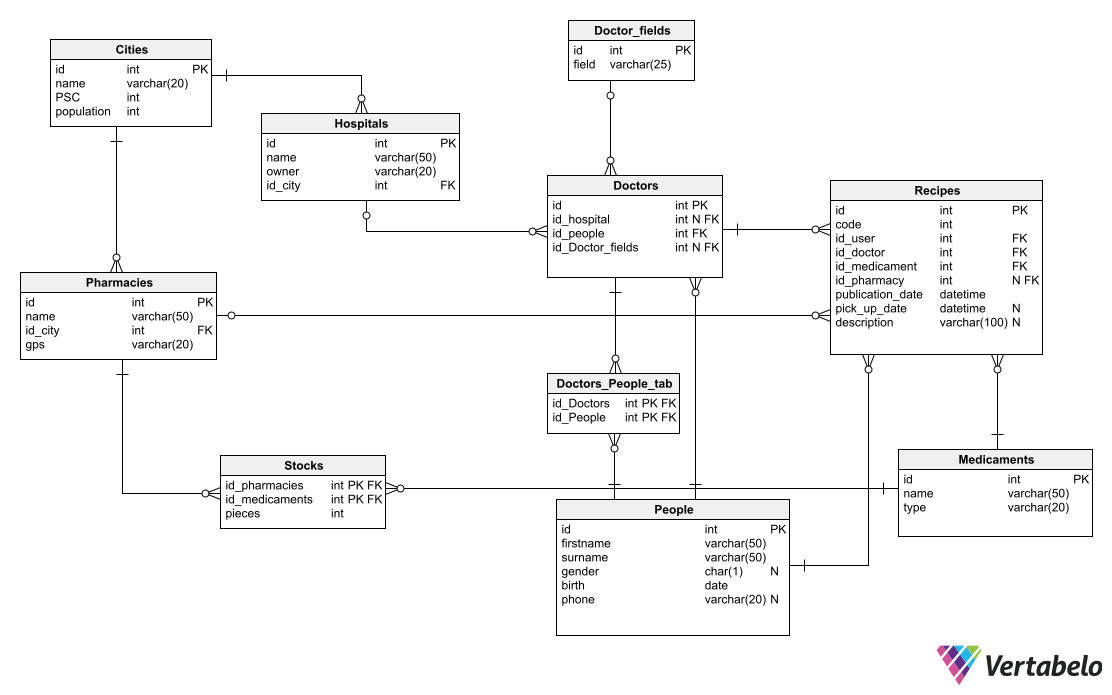 Doctor_fields
id int PK
field varchar(25)
Cities
id int PK
name varchar(20)
PSC int
population int
Hospitals
id int PK
name varchar(50)
owner varchar(20)
id_city int FK
Doctors
id int PK
id_hospital int N FK
id_people int FK
id_Doctor_fields int N FK
Recipes
id int PK
code int
id_user int FK
id_doctor int FK
id_medicament int FK
id_pharmacy int N FK
publication_date datetime
pick_up_date datetime N
description varchar(100) N
Pharmacies
id int PK
name varchar(50)
id_city int FK
gps varchar(20)
Doctors_People_tab
id_Doctors int PK FK
id_People int PK FK
Stocks
id_pharmacies int PK FK
id_medicaments int PK FK
pieces int
Medicaments
id int PK
name varchar(50)
type varchar(20)
People
id int PK
firstname varchar(50)
surname varchar(50)
gender char(1) N
birth date
phone varchar(20) N
Vertabelo